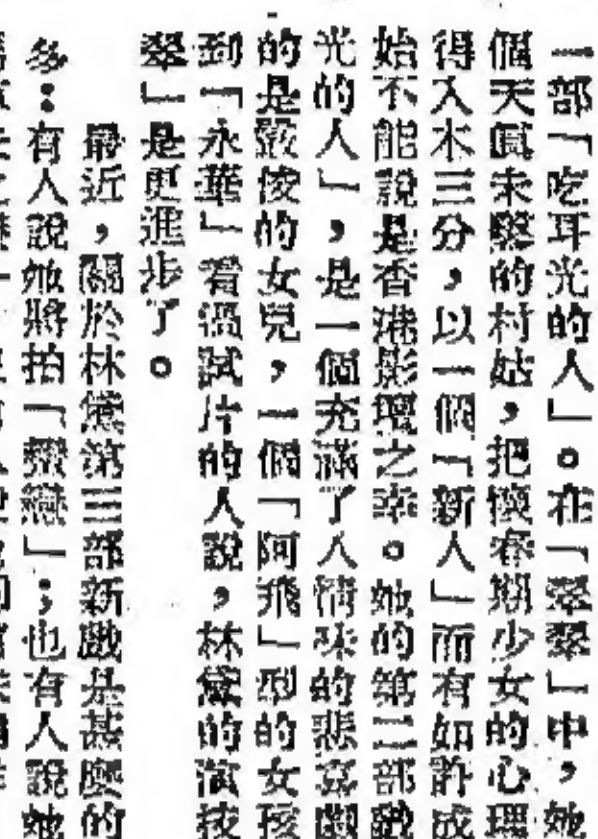 一部「吃耳光的人」。在「翠翠」中，她
個天眞未鑿的村姑，把懷春期少女的心理
得入木三分，以一個「新人」而有如許成
始不能說是香港影壇之幸。她的第二部戲
光的人」，是一個充滿了人情味的悲喜劇
的是嚴俊的女兒，一個「阿飛」型的女孩
到「永華」看過試片的人說，林黛的演技
翠」是更進步了。
最近，關於林黛第三部新戲是甚麼的
多：有人說她將拍「戀」；也有人說她